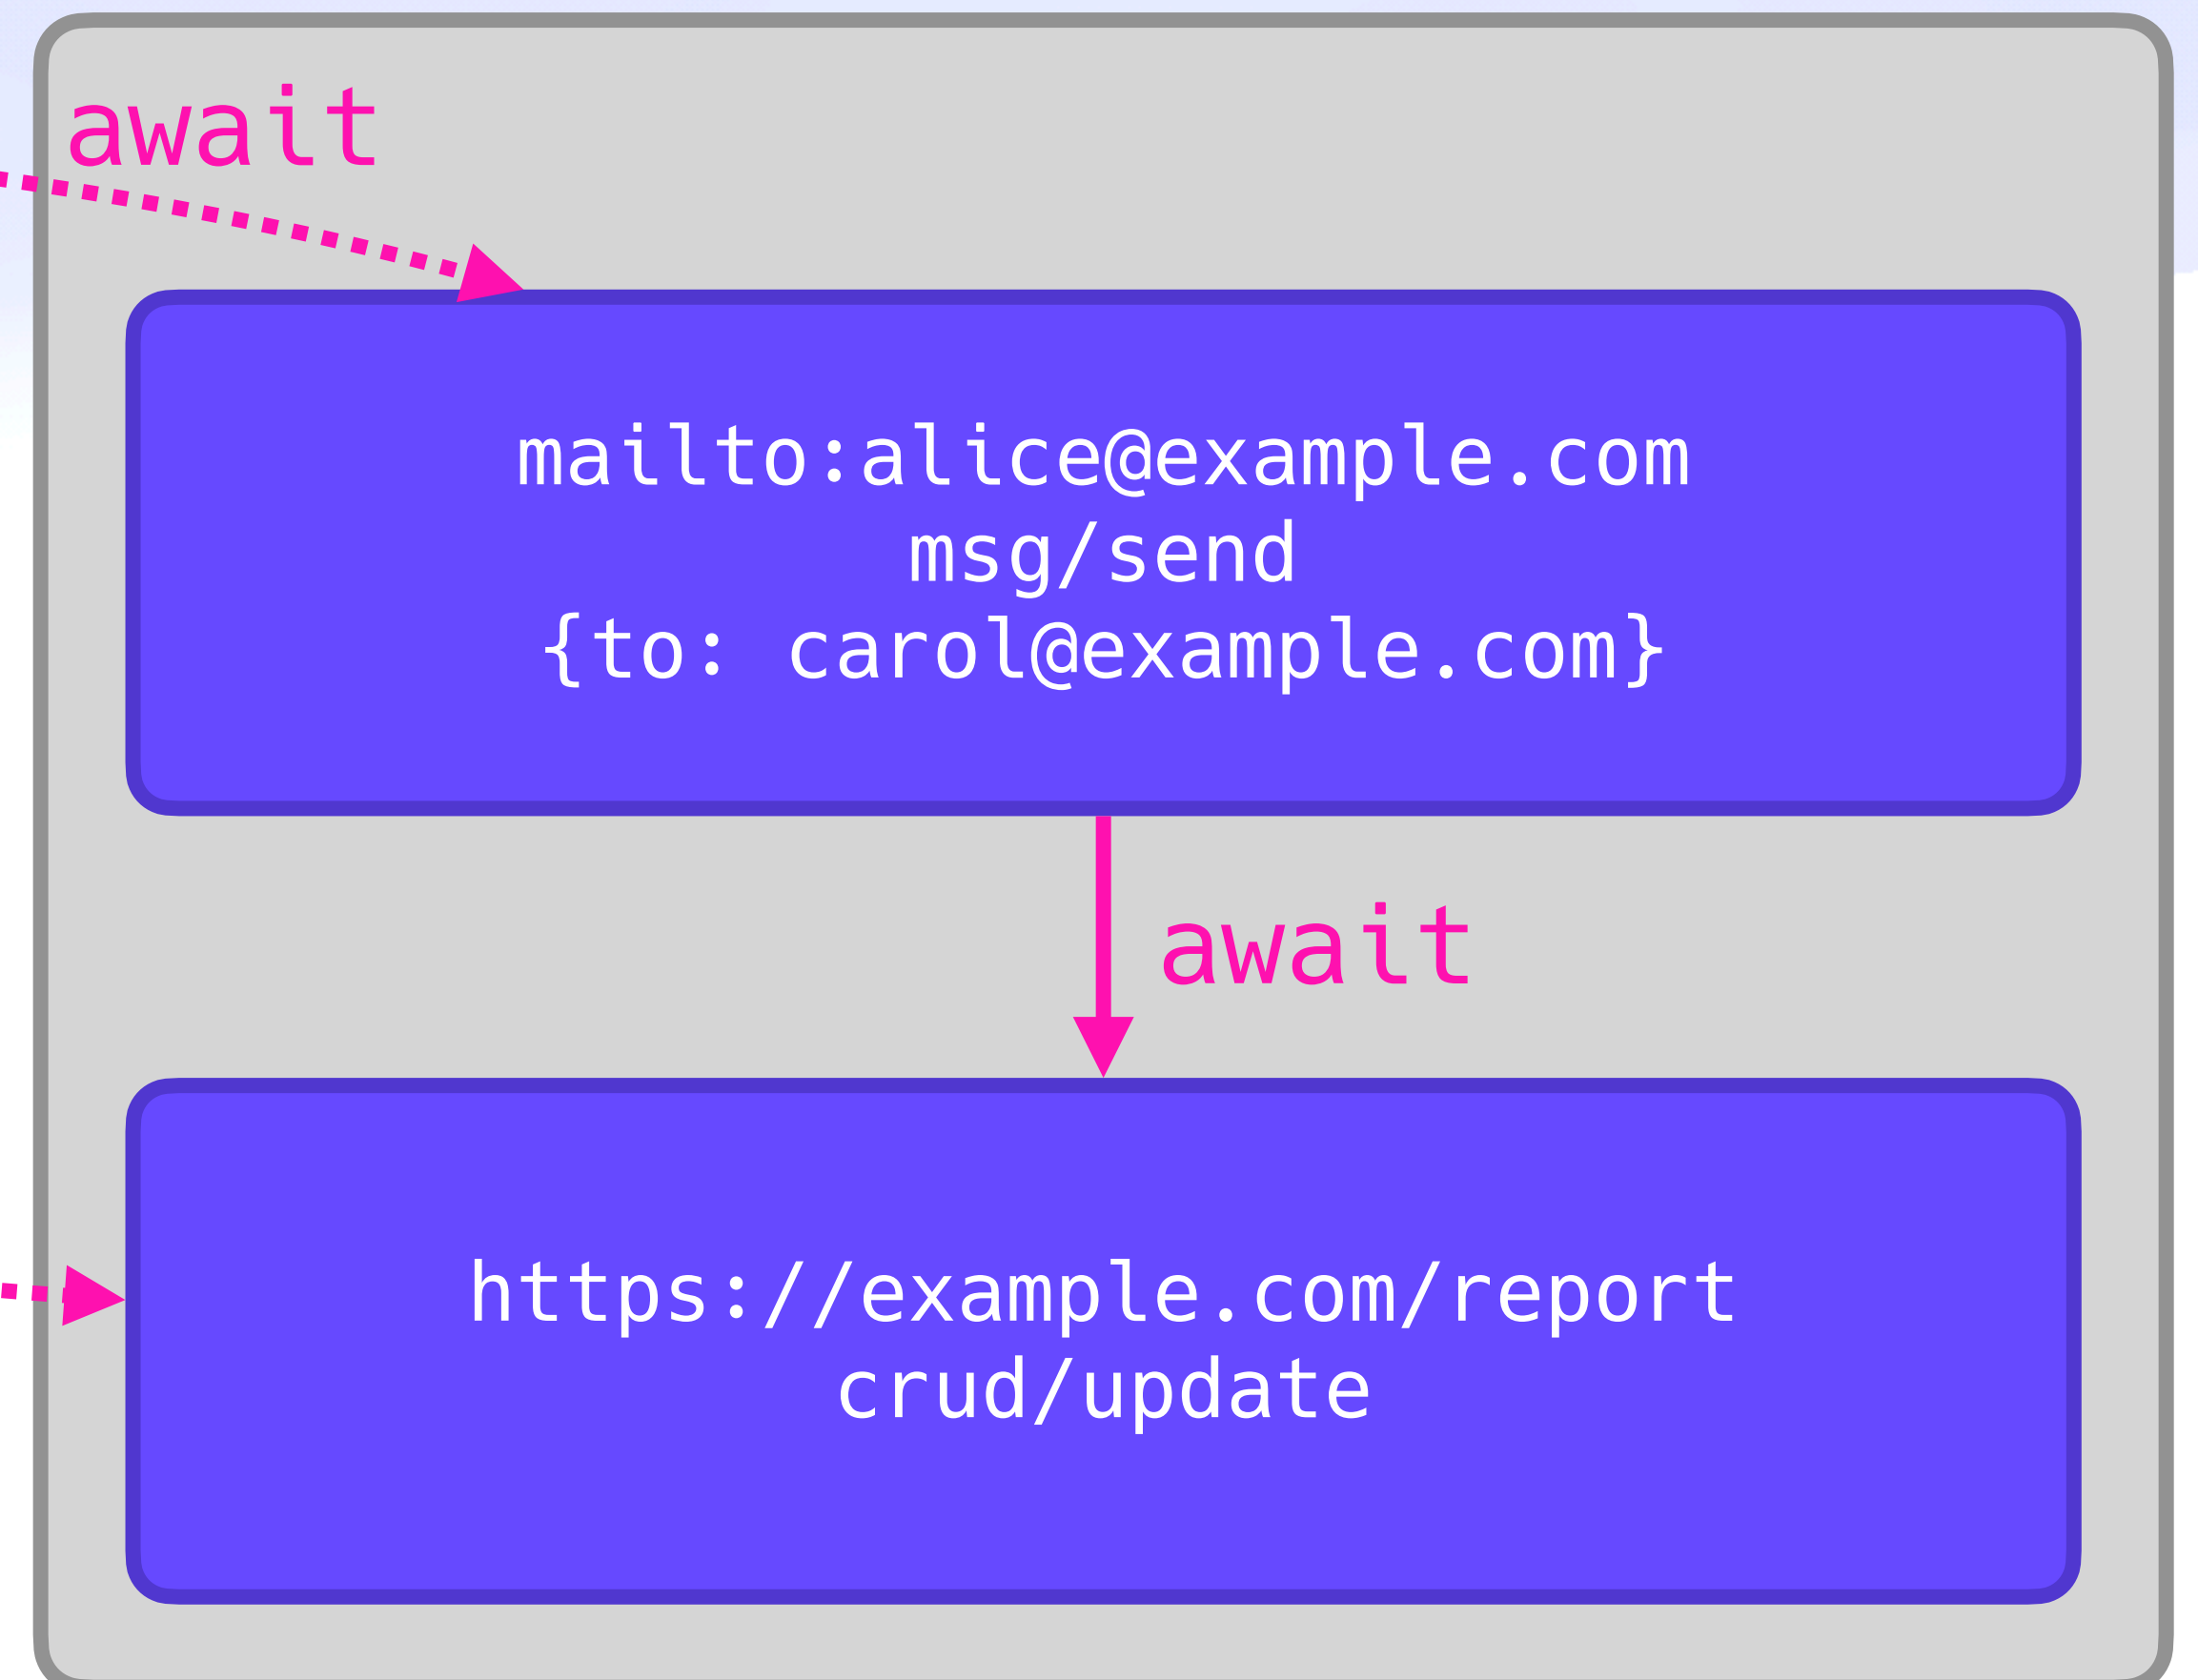 await
mailto:alice@example.com
msg/send
{to: carol@example.com}
await
https://example.com/report
crud/update